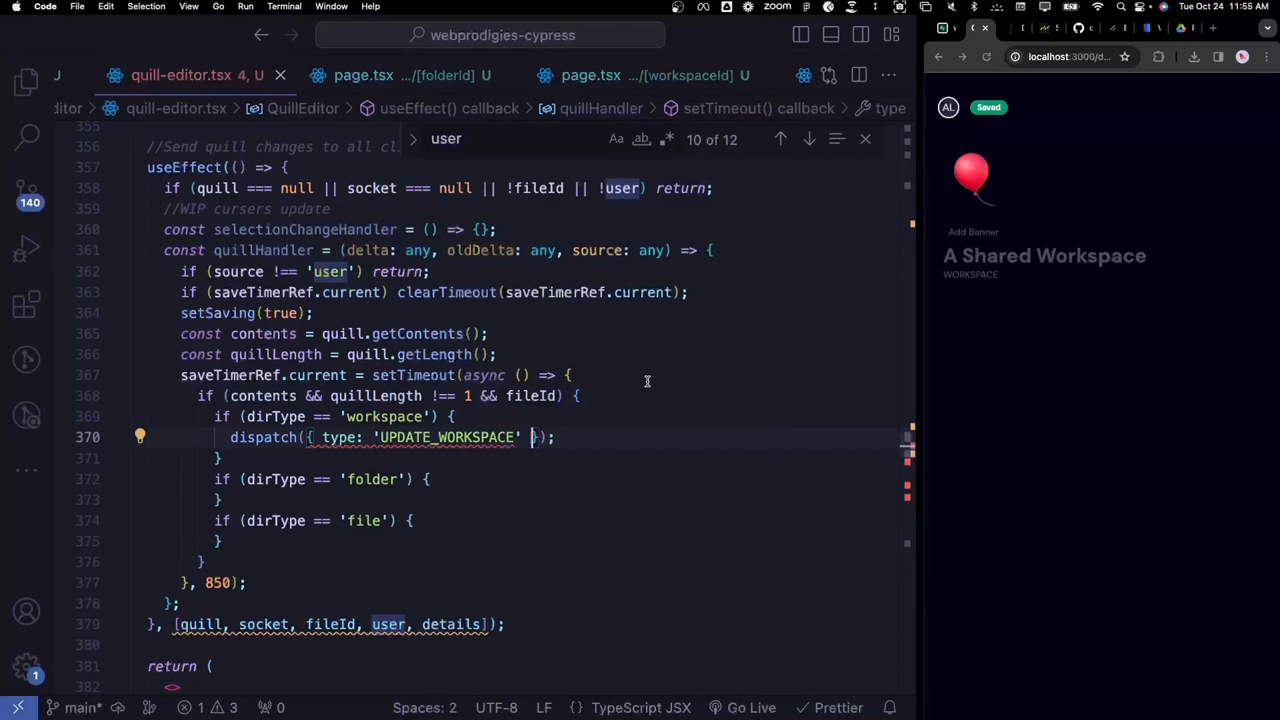 Code File Edit Selection View Go Run Terminal Window Help zoom Tue Oct 24 11:55 AM
webprodigies-cypress
U quill-editor.tsx 4, U page.tsx .../[folderId] U page.tsx .../[workspaceId] U
ditor quill-editor.tsx QuillEditor useEffect() callback quillHandler setTimeout() callback type
user Aa ab 10 of 12
355
356 //Send quill changes to all cl
357 useEffect(() => {
358 if (quill === null || socket === null || !fileId || !user) return;
359 //WIP cursers update
360 const selectionChangeHandler = () => {};
361 const quillHandler = (delta: any, oldDelta: any, source: any) => {
362 if (source !== 'user') return;
363 if (saveTimerRef.current) clearTimeout(saveTimerRef.current);
364 setSaving(true);
365 const contents = quill.getContents();
366 const quillLength = quill.getLength();
367 saveTimerRef.current = setTimeout(async () => {
368 if (contents && quillLength !== 1 && fileId) {
369 if (dirType == 'workspace') {
370 dispatch({ type: 'UPDATE_WORKSPACE' });
371 }
372 if (dirType == 'folder') {
373 }
374 if (dirType == 'file') {
375 }
376 }
377 }, 850);
378 };
379 }, [quill, socket, fileId, user, details]);
380
381 return (
382 <>
140
1
main* 1 3 0 Spaces: 2 UTF-8 LF {} TypeScript JSX Go Live Prettier
localhost:3000/d...
AL Saved
Add Banner
A Shared Workspace
WORKSPACE